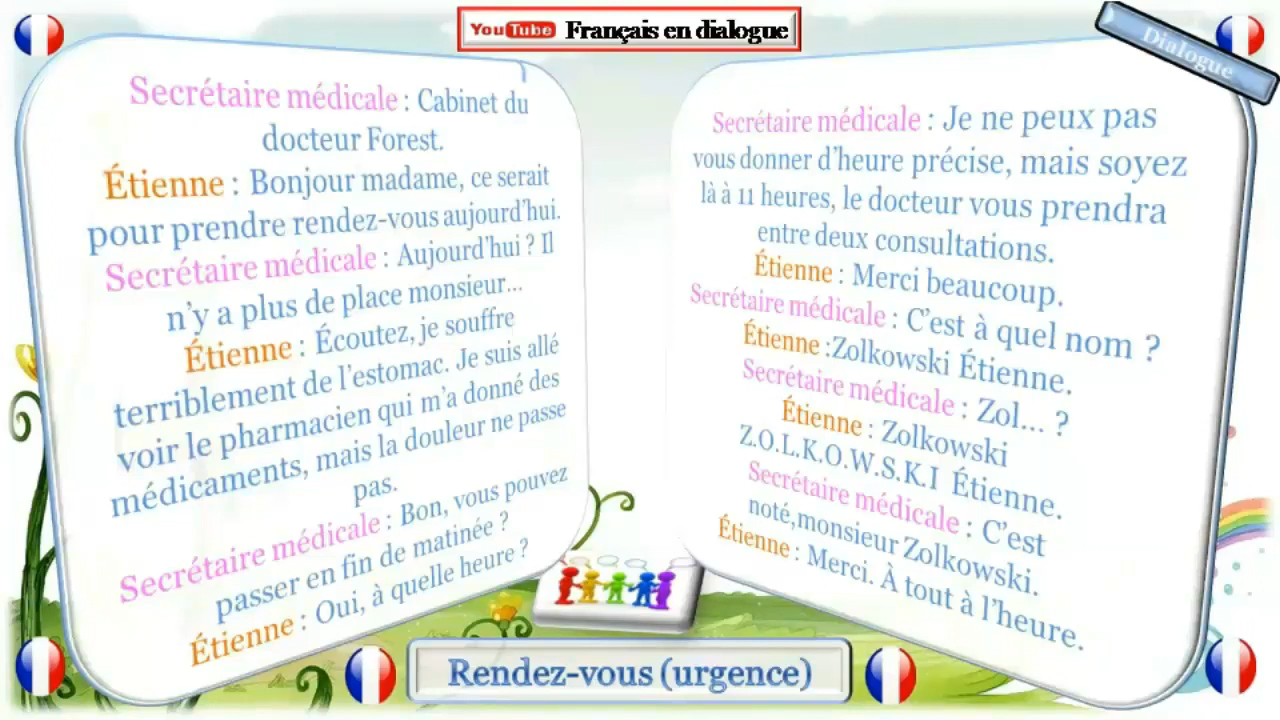 YouTube Français en dialogue
Dialogue
Secrétaire médicale : Cabinet du
docteur Forest.
Étienne : Bonjour madame, ce serait
pour prendre rendez-vous aujourd'hui.
Secrétaire médicale : Aujourd'hui ? Il
n'y a plus de place monsieur...
Étienne : Écoutez, je souffre
terriblement de l'estomac. Je suis allé
voir le pharmacien qui m'a donné des
médicaments, mais la douleur ne passe
pas.
Secrétaire médicale : Bon, vous pouvez
passer en fin de matinée ?
Étienne : Oui, à quelle heure ?
Secrétaire médicale : Je ne peux pas
vous donner d'heure précise, mais soyez
là à 11 heures, le docteur vous prendra
entre deux consultations.
Étienne : Merci beaucoup.
Secrétaire médicale : C'est à quel nom ?
Étienne :Zolkowski Étienne.
Secrétaire médicale : Zol... ?
Étienne : Zolkowski
Z.O.L.K.O.W.S.K.I Étienne.
Secrétaire médicale : C'est
noté,monsieur Zolkowski.
Étienne : Merci. À tout à l'heure.
Rendez-vous (urgence)